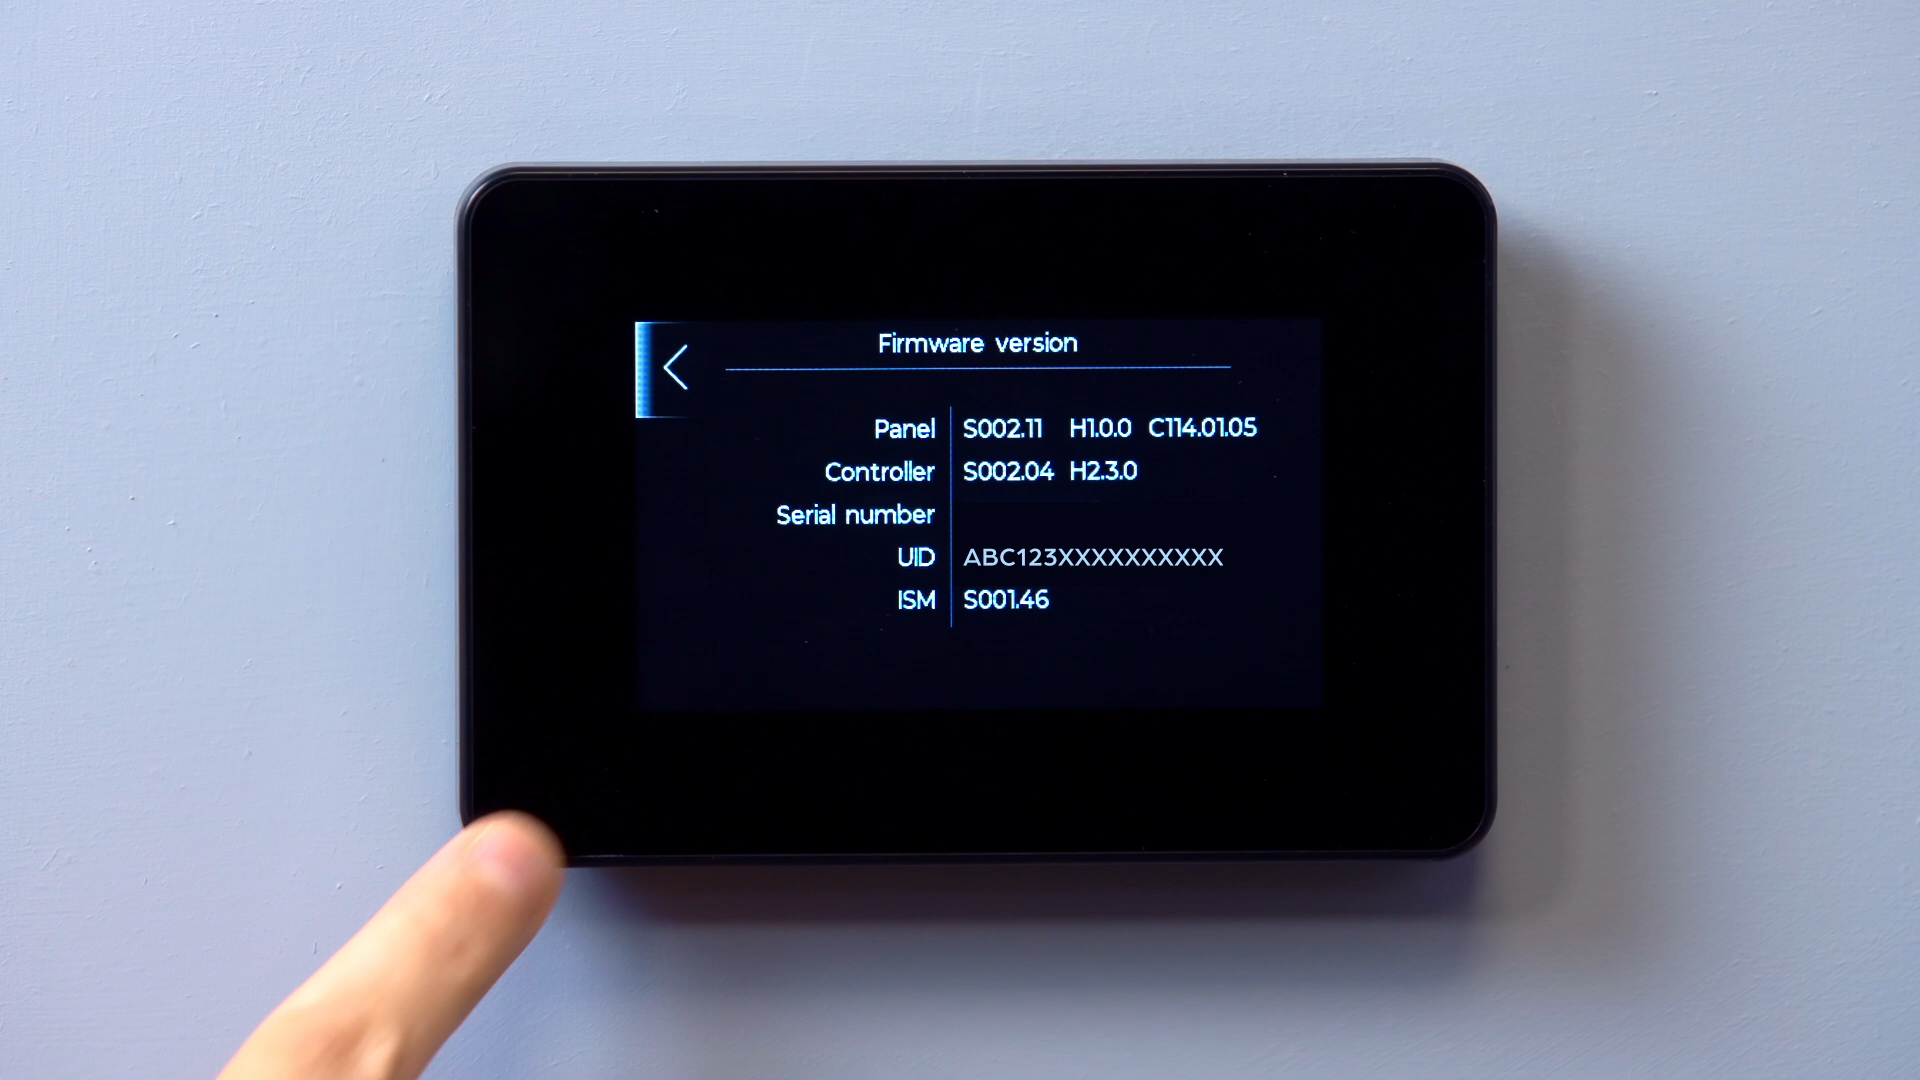 Firmware version
Panel S002.11 H1.0.0 C114.01.05
Controller S002.04 H2.3.0
Serial number
UID ABC123XXXXXXXXXX
ISM S001.46